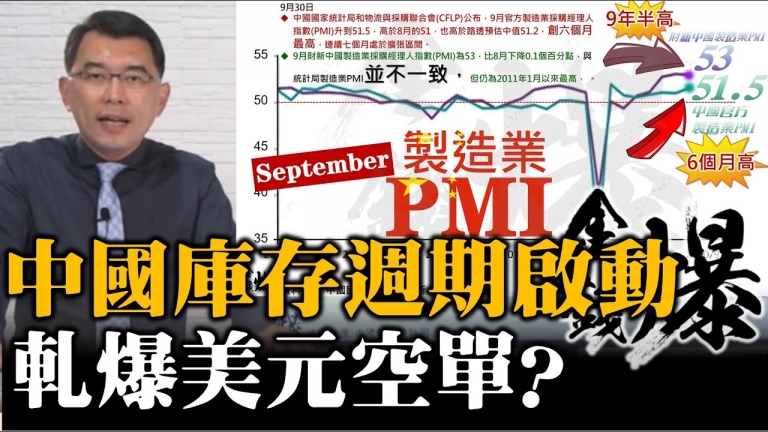 9月30日
◆ 中國國家統計局和物流與採購聯合會(CFLP)公布,9月官方製造業採購經理人
指數(PMI)升到51.5,高於8月的51,也高於路透預估中值51.2,創六個月
最高,連續七個月處於擴張區間。
◆ 9月財新中國製造業採購經理人指數(PMI)為53,比8月下降0.1個百分點,與
統計局製造業PMI並不一致,但仍為2011年1月以來最高。
9年半高
財新中國製造業PMI
53
51.5
中國官方
製造業PMI
6個月高
55
50
45
40
35
September
製造業
PMI
金錢爆
中國庫存週期啟動
軋爆美元空單?